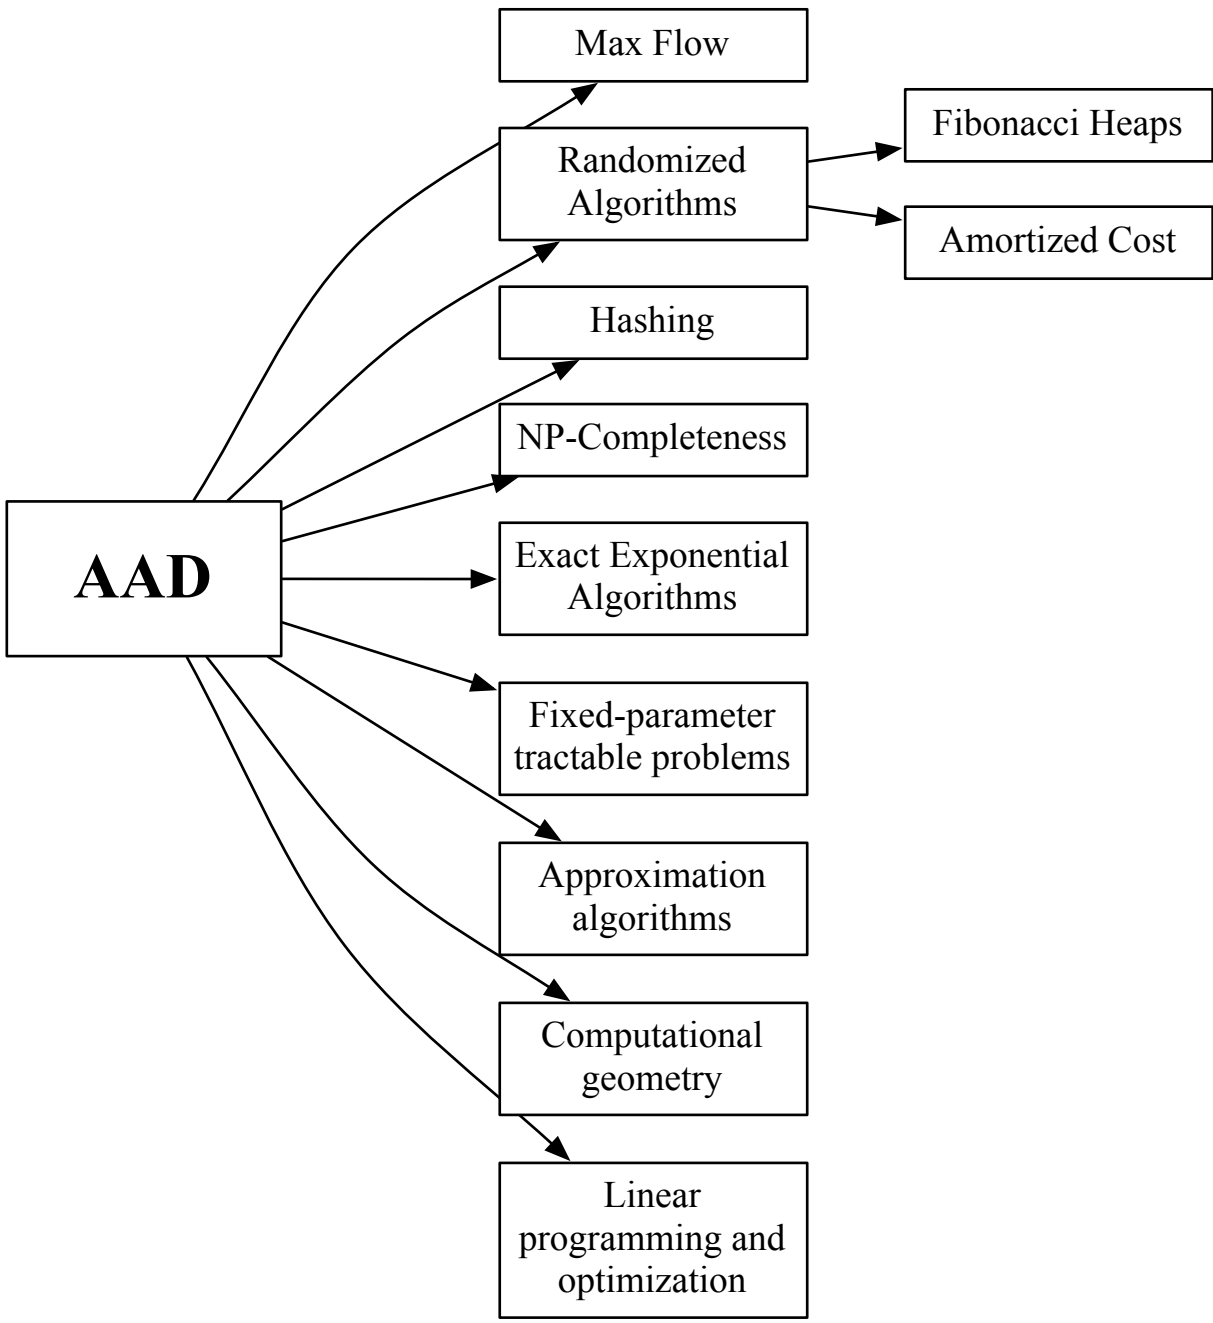 Max Flow
Randomized
Algorithms
Fibonacci Heaps
Amortized Cost
Hashing
NP-Completeness
AAD
Exact Exponential
Algorithms
Fixed-parameter
tractable problems
Approximation
algorithms
Computational
geometry
Linear
programming and
optimization